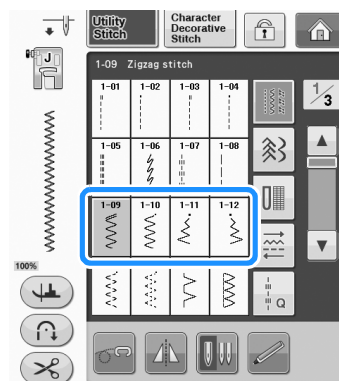 Utility
Stitch
Character
Decorative
Stitch
J
1-09 Zigzag stitch
1/3
1-01 1-02 1-03 1-04
1-05 1-06 1-07 1-08
1-09 1-10 1-11 1-12
100%
Q